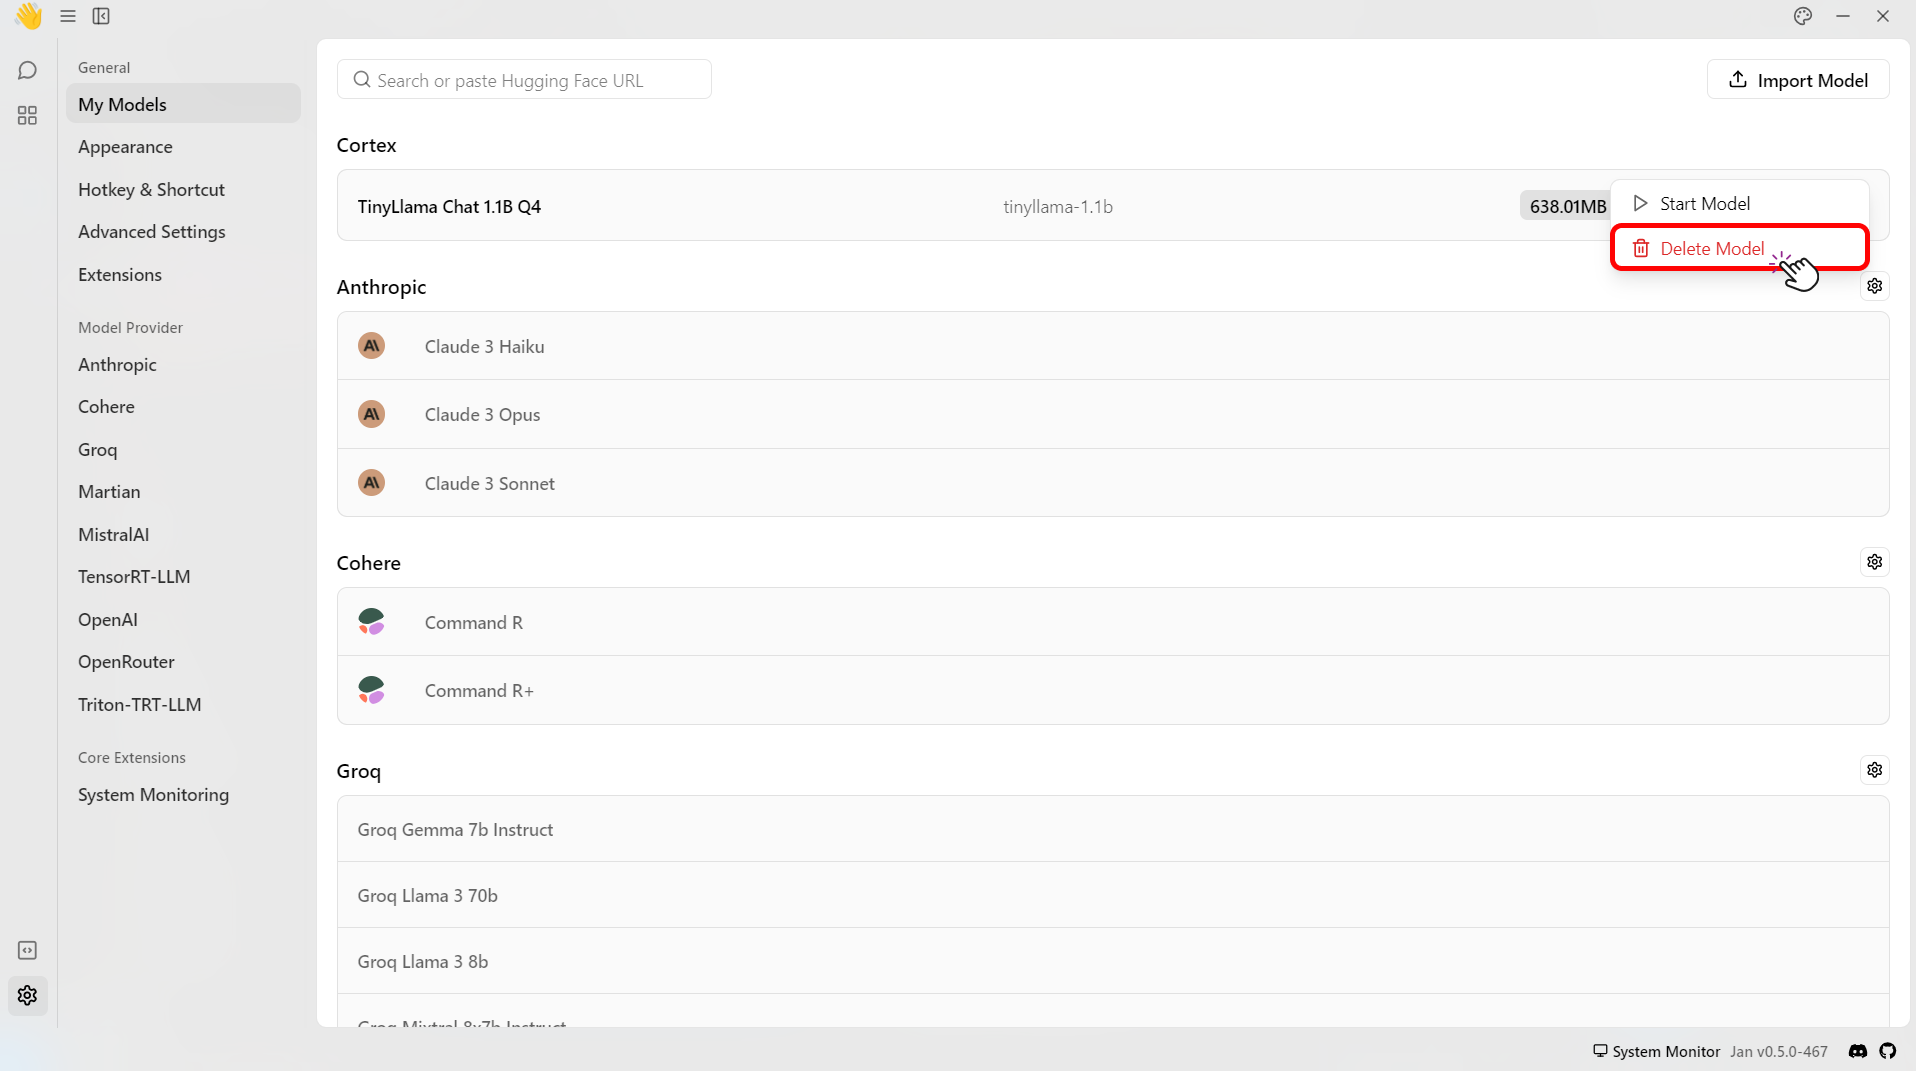 General
My Models
Appearance
Hotkey & Shortcut
Advanced Settings
Extensions
Model Provider
Anthropic
Cohere
Groq
Martian
MistralAI
TensorRT-LLM
OpenAI
OpenRouter
Triton-TRT-LLM
Core Extensions
System Monitoring
Search or paste Hugging Face URL
Import Model
Cortex
TinyLlama Chat 1.1B Q4
tinyllama-1.1b
638.01MB
Start Model
Delete Model
Anthropic
Claude 3 Haiku
Claude 3 Opus
Claude 3 Sonnet
Cohere
Command R
Command R+
Groq
Groq Gemma 7b Instruct
Groq Llama 3 70b
Groq Llama 3 8b
Groq Mixtral 8x7b Instruct
System Monitor
Jan v0.5.0-467